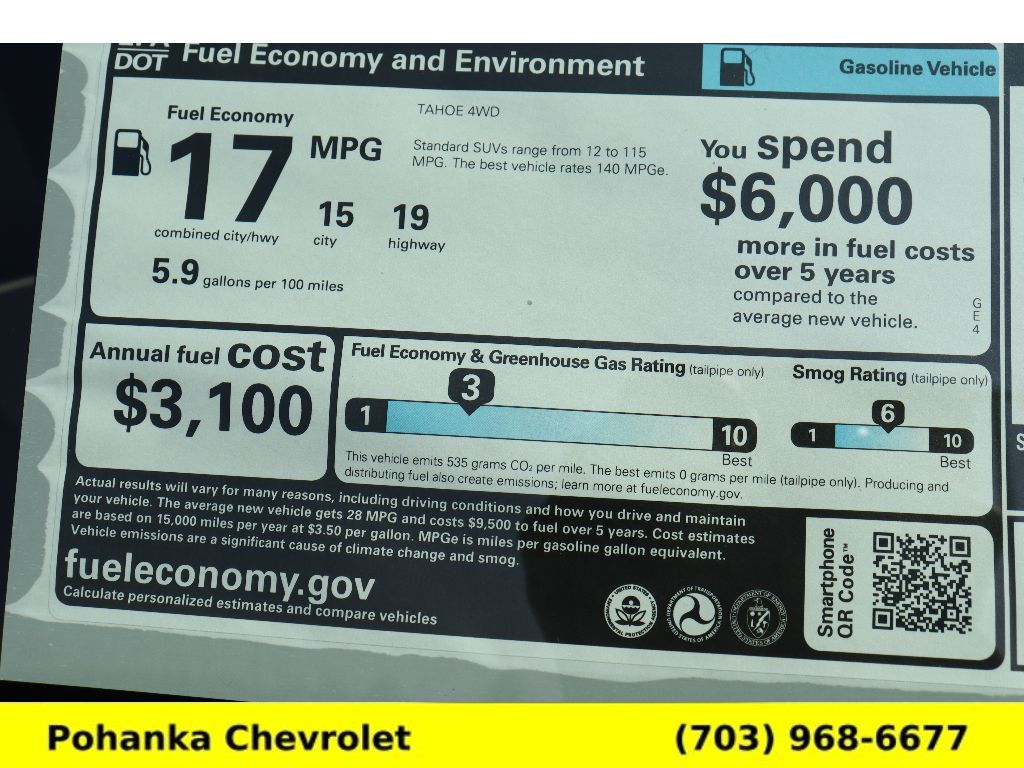 DOT Fuel Economy and Environment
Gasoline Vehicle
Fuel Economy
TAHOE 4WD
17 MPG
Standard SUVs range from 12 to 115
MPG. The best vehicle rates 140 MPGe.
15 19
combined city/hwy city highway
5.9 gallons per 100 miles
You spend
$6,000
more in fuel costs
over 5 years
compared to the
average new vehicle.
GE4
Annual fuel cost
$3,100
Fuel Economy & Greenhouse Gas Rating (tailpipe only)
3
1 10
Best
Smog Rating (tailpipe only)
6
1 10
Best
This vehicle emits 535 grams CO₂ per mile. The best emits 0 grams per mile (tailpipe only). Producing and
distributing fuel also create emissions; learn more at fueleconomy.gov.
Actual results will vary for many reasons, including driving conditions and how you drive and maintain
your vehicle. The average new vehicle gets 28 MPG and costs $9,500 to fuel over 5 years. Cost estimates
are based on 15,000 miles per year at $3.50 per gallon. MPGe is miles per gasoline gallon equivalent.
Vehicle emissions are a significant cause of climate change and smog.
fueleconomy.gov
Calculate personalized estimates and compare vehicles
Smartphone
QR Code™
Pohanka Chevrolet (703) 968-6677